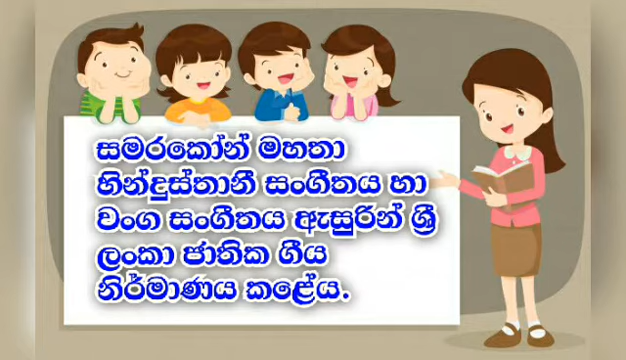 සමරකෝන් මහතා
හින්දුස්තානි සංගීතය හා
වංග සංගීතය ඇසුරින් ශ්‍රී
ලංකා ජාතික ගීය
නිර්මාණය කළේය.